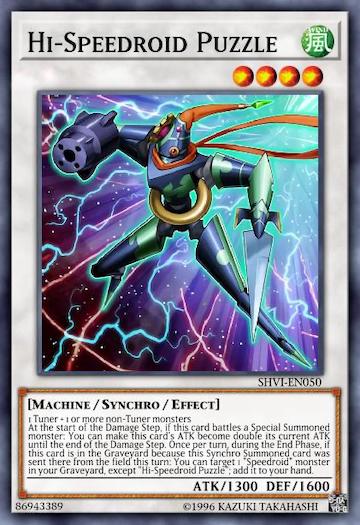 HI-SPEEDROID PUZZLE
風
SHVI-EN050
[MACHINE / SYNCHRO / EFFECT]
1 Tuner + 1 or more non-Tuner monsters
At the start of the Damage Step, if this card battles a Special Summoned
monster: You can make this card's ATK become double its current ATK
until the end of the Damage Step. Once per turn, during the End Phase, if
this card is in the Graveyard because this Synchro Summoned card was
sent there from the field this turn: You can target 1 "Speedroid" monster
in your Graveyard, except "Hi-Speedroid Puzzle"; add it to your hand.
ATK/1300 DEF/1600
86943389
©1996 KAZUKI TAKAHASHI